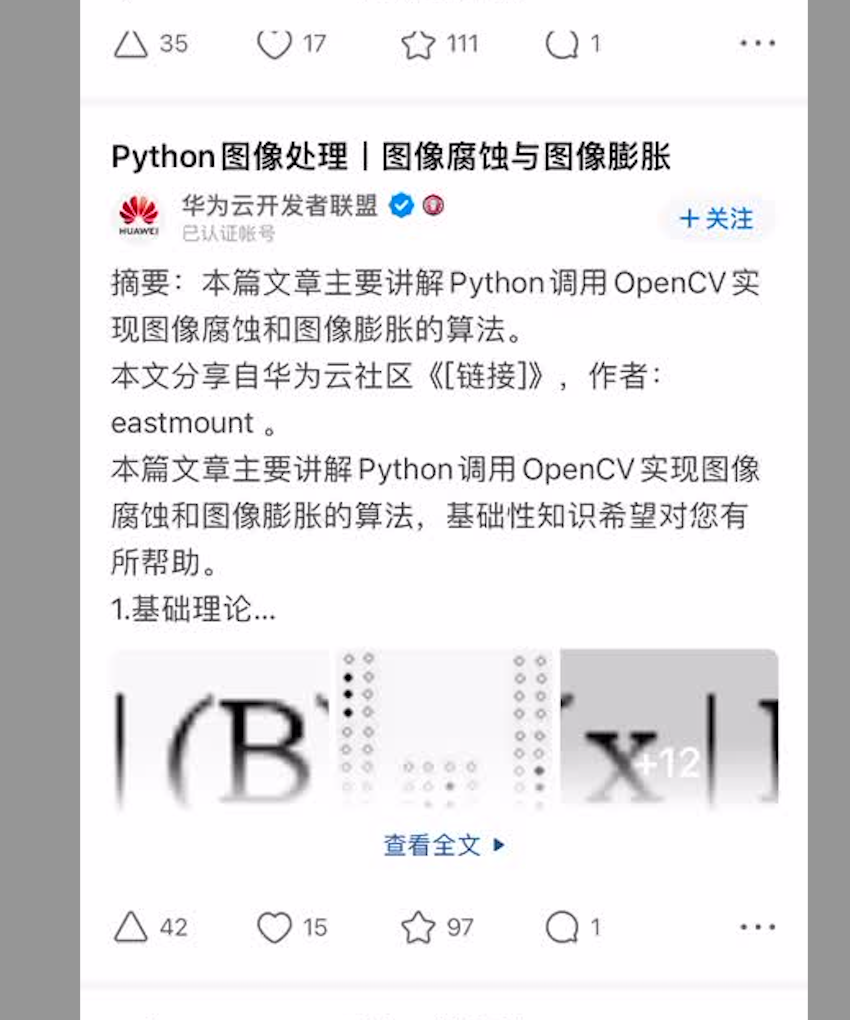 35 17 111 1
Python图像处理 | 图像腐蚀与图像膨胀
华为云开发者联盟
HUAWEI
已认证帐号
+关注
摘要：本篇文章主要讲解Python调用OpenCV实
现图像腐蚀和图像膨胀的算法。
本文分享自华为云社区《[链接]》，作者：
eastmount 。
本篇文章主要讲解Python调用OpenCV实现图像
腐蚀和图像膨胀的算法，基础性知识希望对您有
所帮助。
1.基础理论...
| (B
x |
+12
查看全文
42 15 97 1